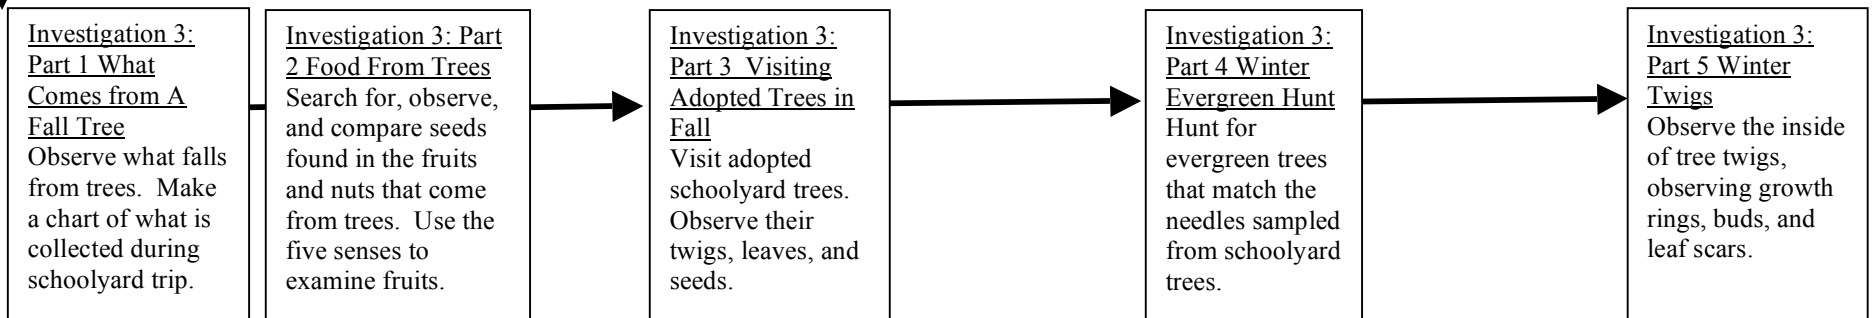 Investigation 3:
Part 1 What
Comes from A
Fall Tree
Observe what falls
from trees.  Make
a chart of what is
collected during
schoolyard trip.
Investigation 3: Part
2 Food From Trees
Search for, observe,
and compare seeds
found in the fruits
and nuts that come
from trees.  Use the
five senses to
examine fruits.
Investigation 3:
Part 3  Visiting
Adopted Trees in
Fall
Visit adopted
schoolyard trees.
Observe their
twigs, leaves, and
seeds.
Investigation 3:
Part 4 Winter
Evergreen Hunt
Hunt for
evergreen trees
that match the
needles sampled
from schoolyard
trees.
Investigation 3:
Part 5 Winter
Twigs
Observe the inside
of tree twigs,
observing growth
rings, buds, and
leaf scars.